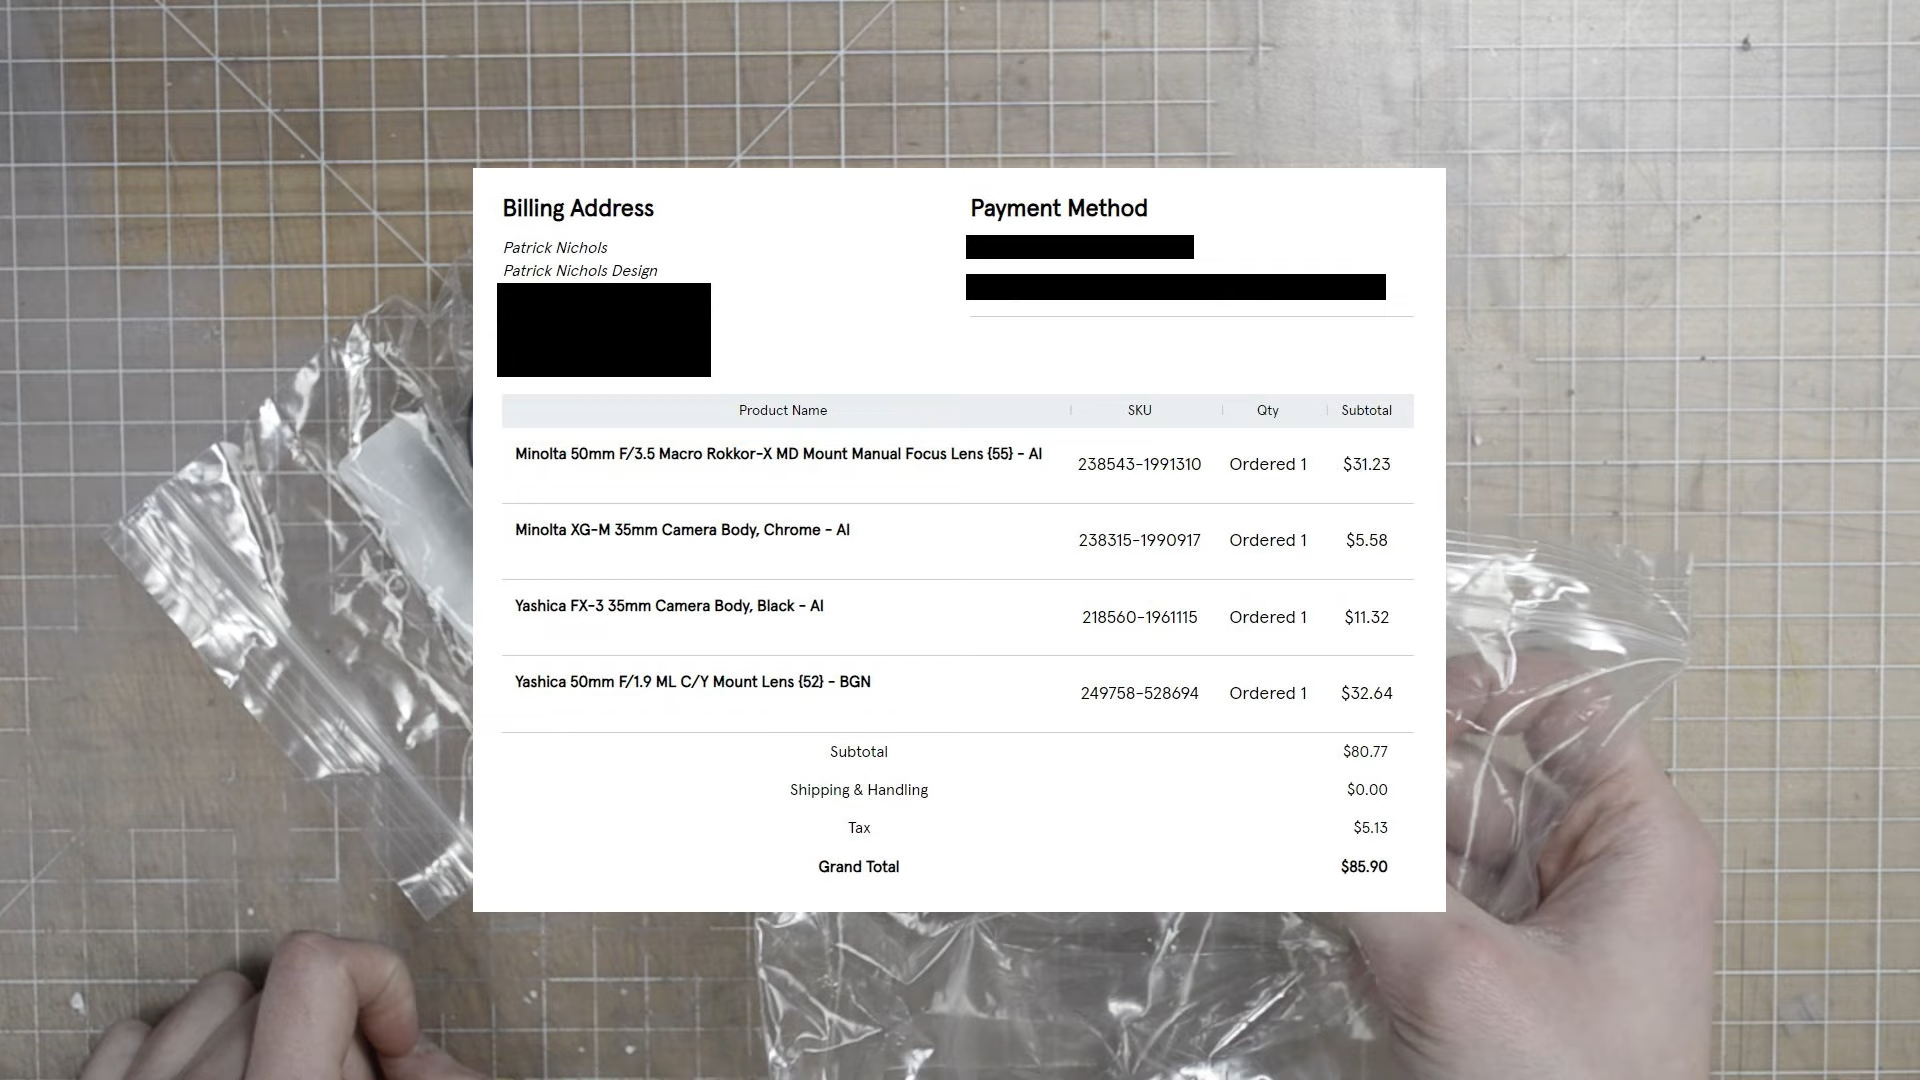 Billing Address
Payment Method
Patrick Nichols
Patrick Nichols Design
Product Name SKU Qty Subtotal
Minolta 50mm F/3.5 Macro Rokkor-X MD Mount Manual Focus Lens {55} - AI 238543-1991310 Ordered 1 $31.23
Minolta XG-M 35mm Camera Body, Chrome - AI 238315-1990917 Ordered 1 $5.58
Yashica FX-3 35mm Camera Body, Black - AI 218560-1961115 Ordered 1 $11.32
Yashica 50mm F/1.9 ML C/Y Mount Lens {52} - BGN 249758-528694 Ordered 1 $32.64
Subtotal $80.77
Shipping & Handling $0.00
Tax $5.13
Grand Total $85.90